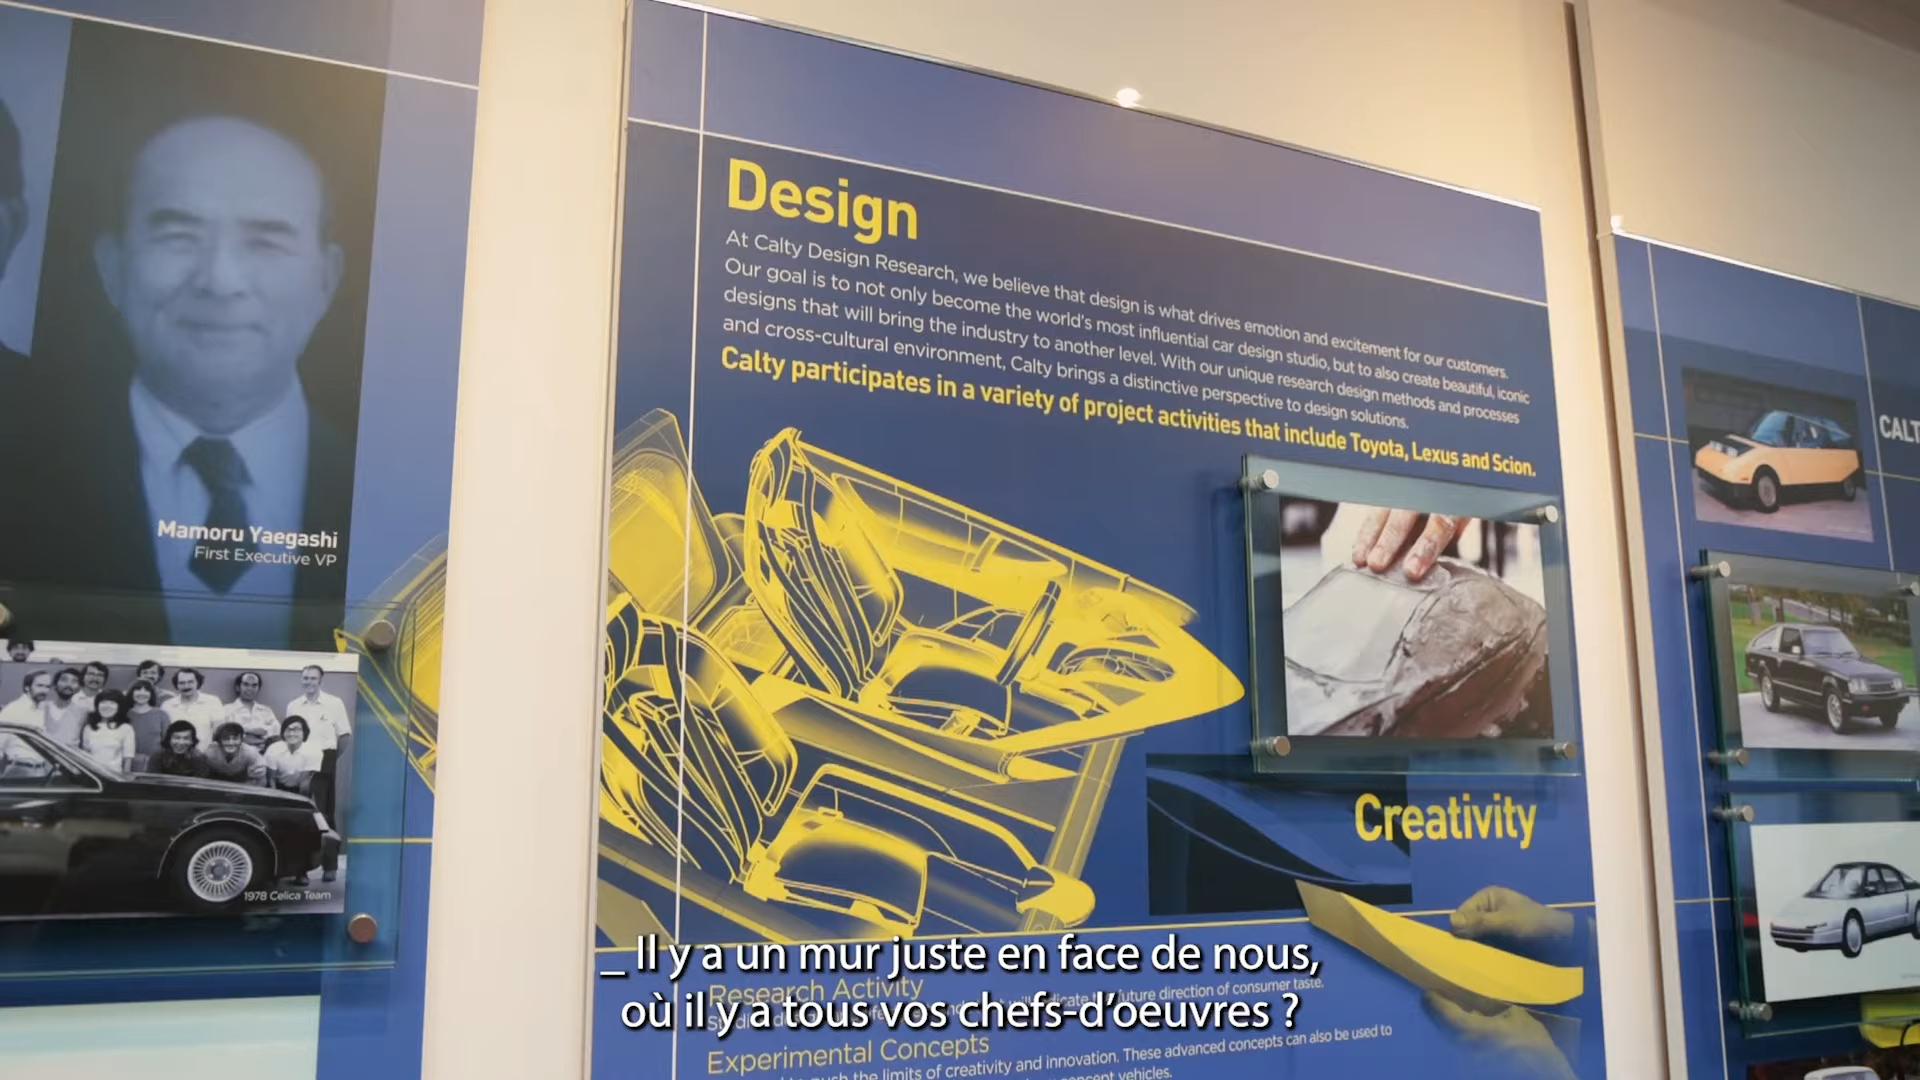 Mamoru Yaegashi
First Executive VP
1978 Celica Team
Design
At Calty Design Research, we believe that design is what drives emotion and excitement for our customers.
Our goal is to not only become the world's most influential car design studio, but to also create beautiful, iconic
designs that will bring the industry to another level. With our unique research design methods and processes
and cross-cultural environment, Calty brings a distinctive perspective to design solutions.
Calty participates in a variety of project activities that include Toyota, Lexus and Scion.
Creativity
Research Activity
future direction of consumer taste.
Experimental Concepts
the limits of creativity and innovation. These advanced concepts can also be used to
concept vehicles.
CALT
_ Il y a un mur juste en face de nous,
où il y a tous vos chefs-d'oeuvres ?